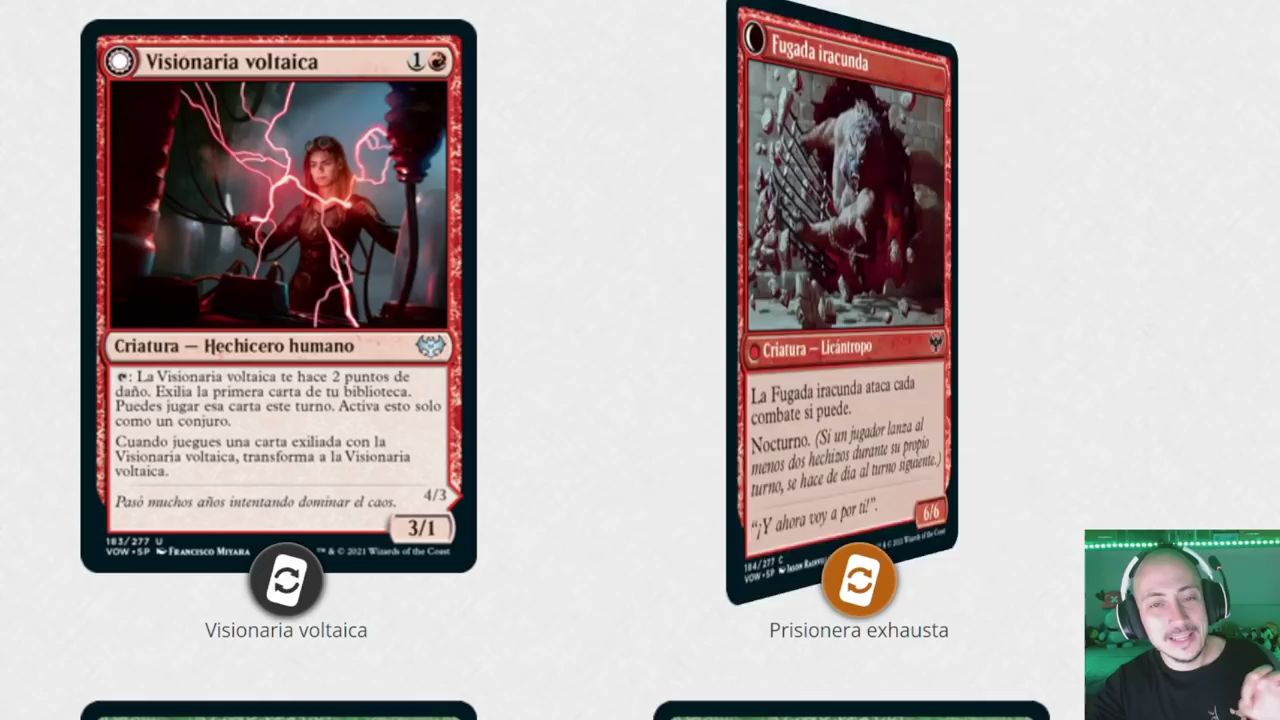 Visionaria voltaica
1
Criatura — Hechicero humano
: La Visionaria voltaica te hace 2 puntos de
daño. Exilia la primera carta de tu biblioteca.
Puedes jugar esa carta este turno. Activa esto solo
como un conjuro.
Cuando juegues una carta exiliada con la
Visionaria voltaica, transforma a la Visionaria
voltaica.
Pasó muchos años intentando dominar el caos.
4/3
3/1
183/277 U
VOW • SP Francisco Miyara
™ & © 2021 Wizards of the Coast
Visionaria voltaica
Fugada iracunda
Criatura — Licántropo
La Fugada iracunda ataca cada
combate si puede.
Nocturno. (Si un jugador lanza al
menos dos hechizos durante su propio
turno, se hace de día al turno siguiente.)
“¡Y ahora voy a por ti!”.
6/6
184/277 C
VOW • SP Jason
& © 2021 Wizards of the Coast
Prisionera exhausta